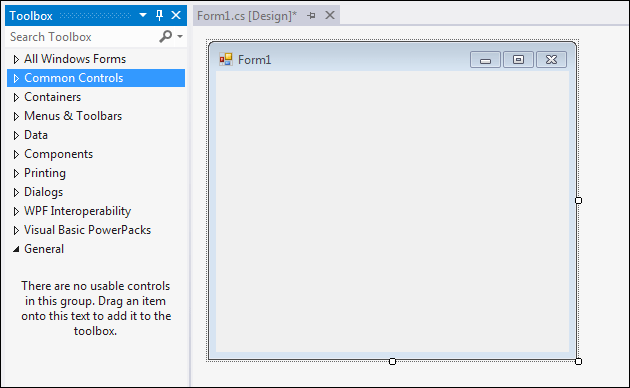 Toolbox
Search Toolbox
All Windows Forms
Common Controls
Containers
Menus & Toolbars
Data
Components
Printing
Dialogs
WPF Interoperability
Visual Basic PowerPacks
General
There are no usable controls
in this group. Drag an item
onto this text to add it to the
toolbox.
Form1.cs [Design]*
Form1